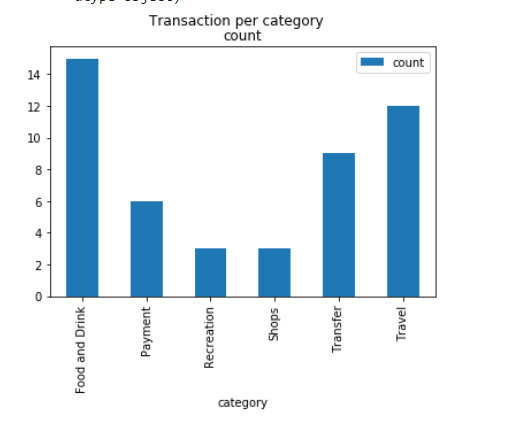 Transaction per category
count
count
14
12
10
8
6
4
2
0
Food and Drink
Payment
Recreation
Shops
Transfer
Travel
category